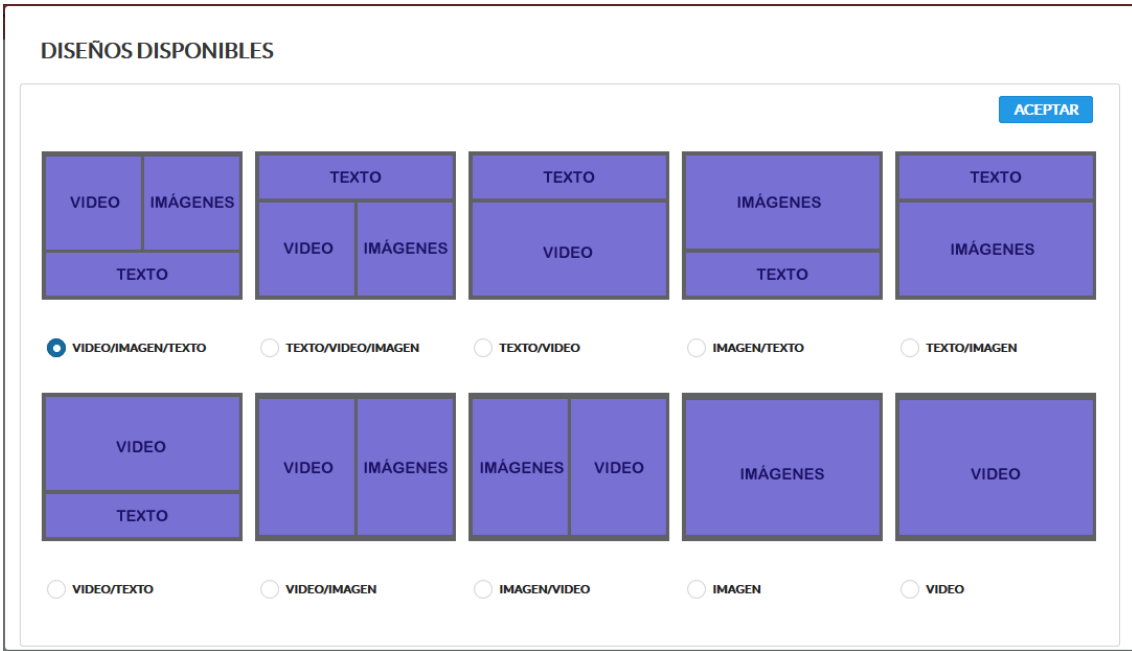 DISEÑOS DISPONIBLES
ACEPTAR
VIDEO
IMÁGENES
TEXTO
TEXTO
VIDEO
IMÁGENES
TEXTO
VIDEO
IMÁGENES
TEXTO
TEXTO
IMÁGENES
VIDEO/IMAGEN/TEXTO
TEXTO/VIDEO/IMAGEN
TEXTO/VIDEO
IMAGEN/TEXTO
TEXTO/IMAGEN
VIDEO
TEXTO
VIDEO
IMÁGENES
IMÁGENES
VIDEO
IMÁGENES
VIDEO
VIDEO/TEXTO
VIDEO/IMAGEN
IMAGEN/VIDEO
IMAGEN
VIDEO